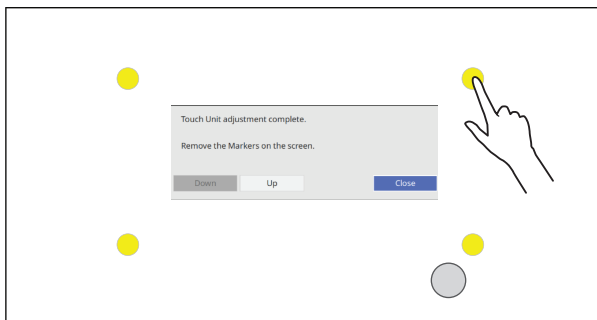 Touch Unit adjustment complete.
Remove the Markers on the screen.
Down Up Close